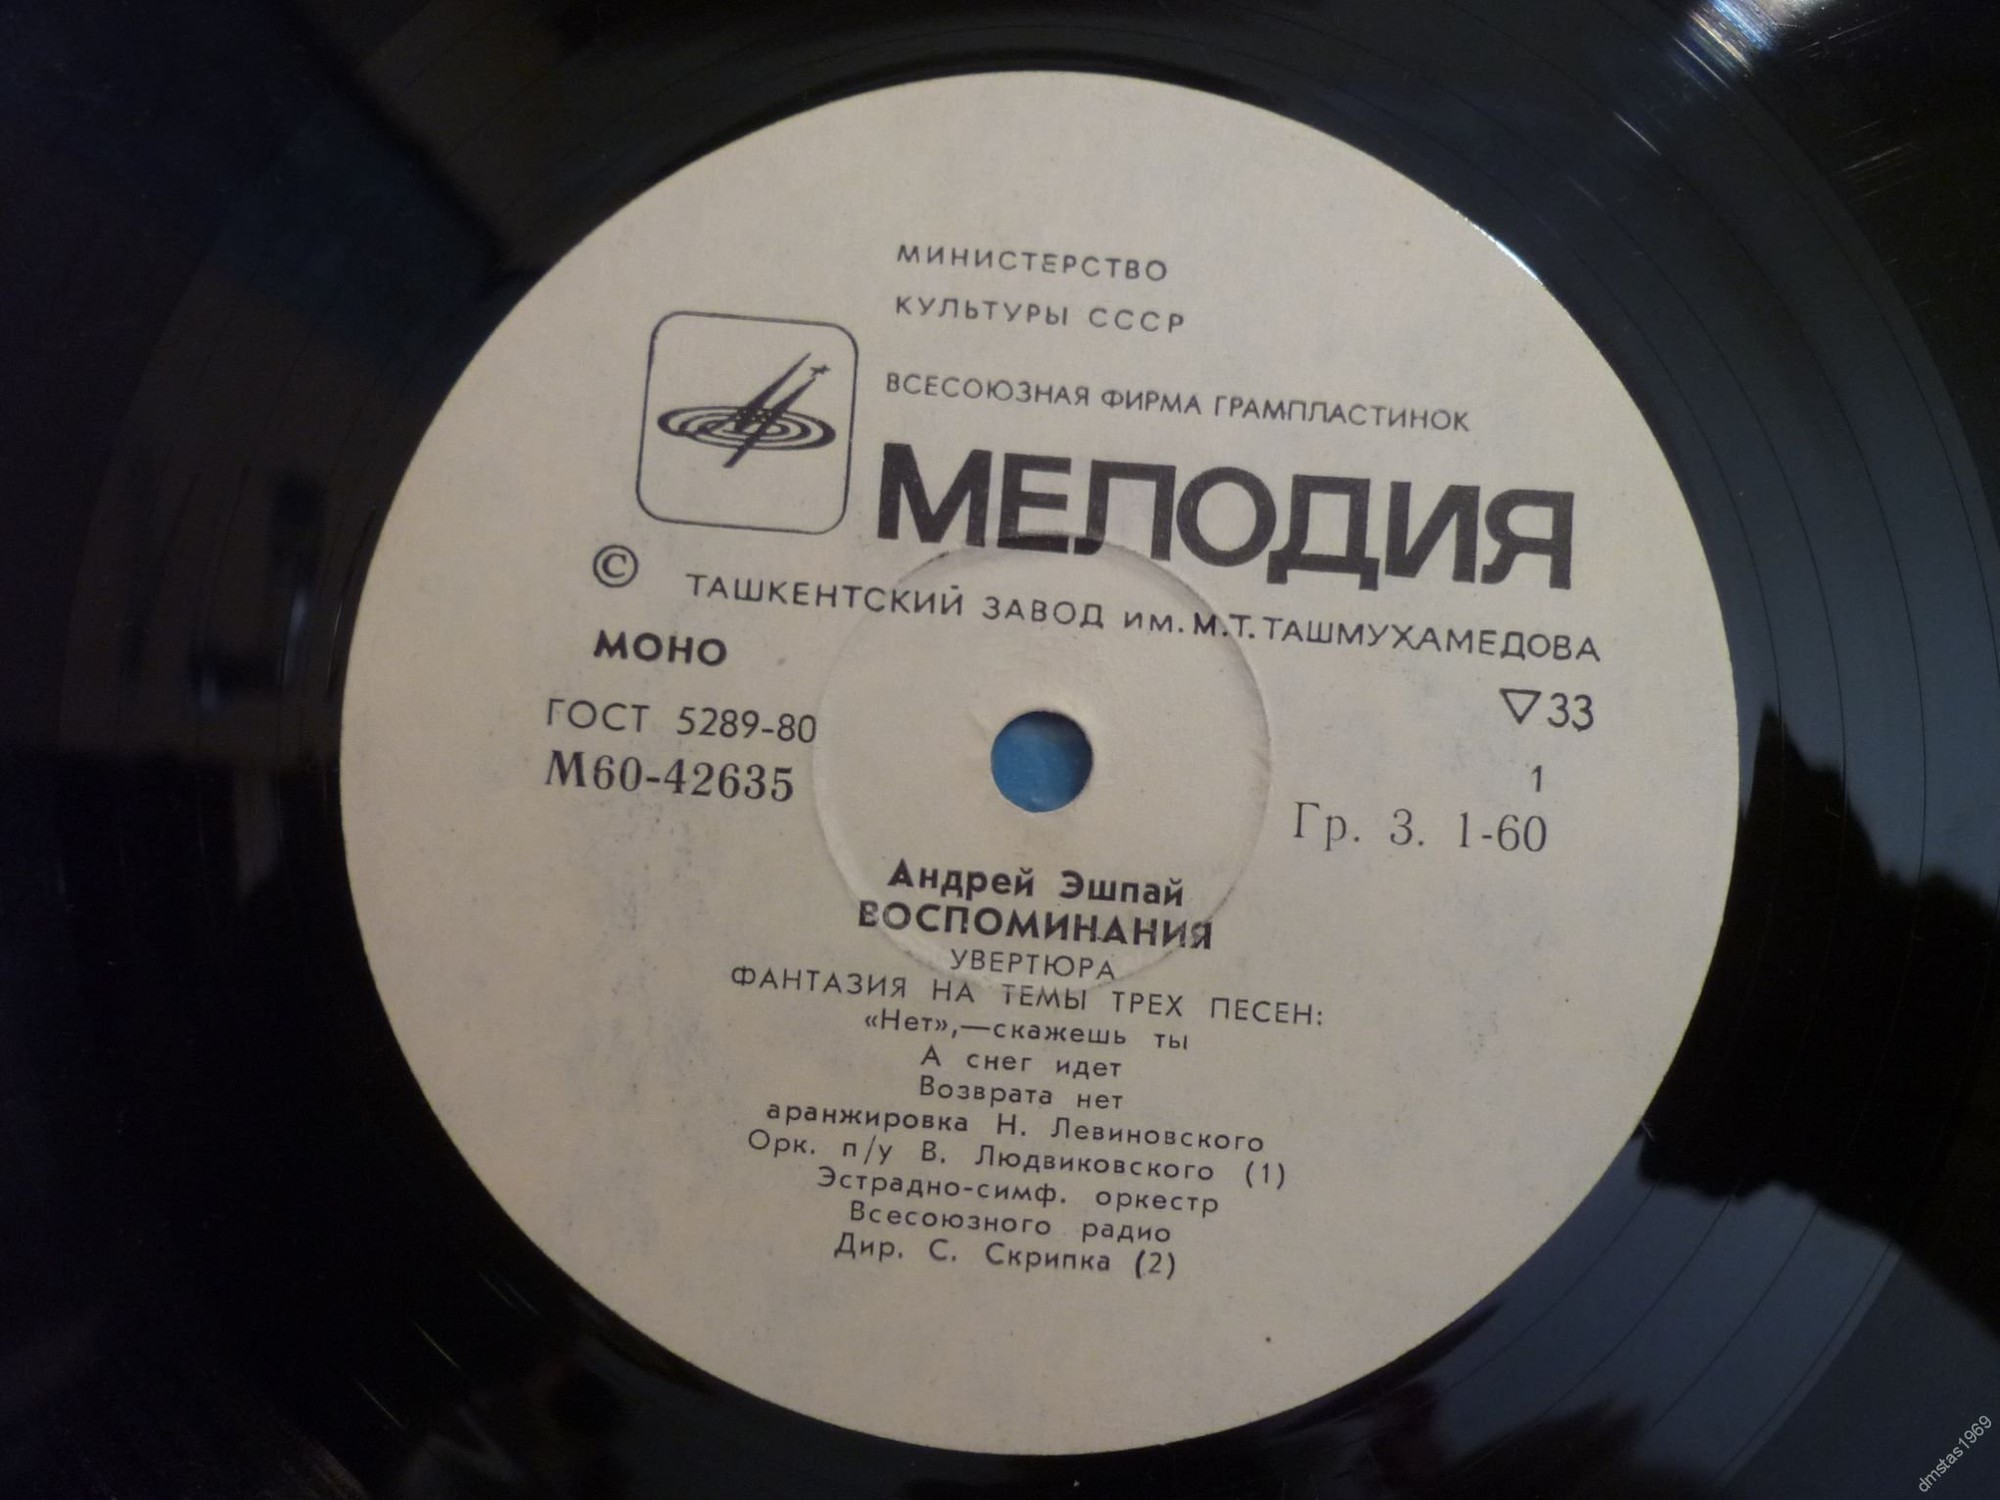 МИНИСТЕРСТВО
КУЛЬТУРЫ СССР
ВСЕСОЮЗНАЯ ФИРМА ГРАМПЛАСТИНОК
МЕЛОДИЯ
© ТАШКЕНТСКИЙ ЗАВОД им. М.Т. ТАШМУХАМЕДОВА
МОНО
ГОСТ 5289-80
М60-42635
▽33
1
Гр. 3. 1-60
Андрей Эшпай
ВОСПОМИНАНИЯ
УВЕРТЮРА
ФАНТАЗИЯ НА ТЕМЫ ТРЕХ ПЕСЕН:
«Нет»,—скажешь ты
А снег идет
Возврата нет
аранжировка Н. Левиновского
Орк. п/у В. Людвиковского (1)
Эстрадно-симф. оркестр
Всесоюзного радио
Дир. С. Скрипка (2)
dmstas1969